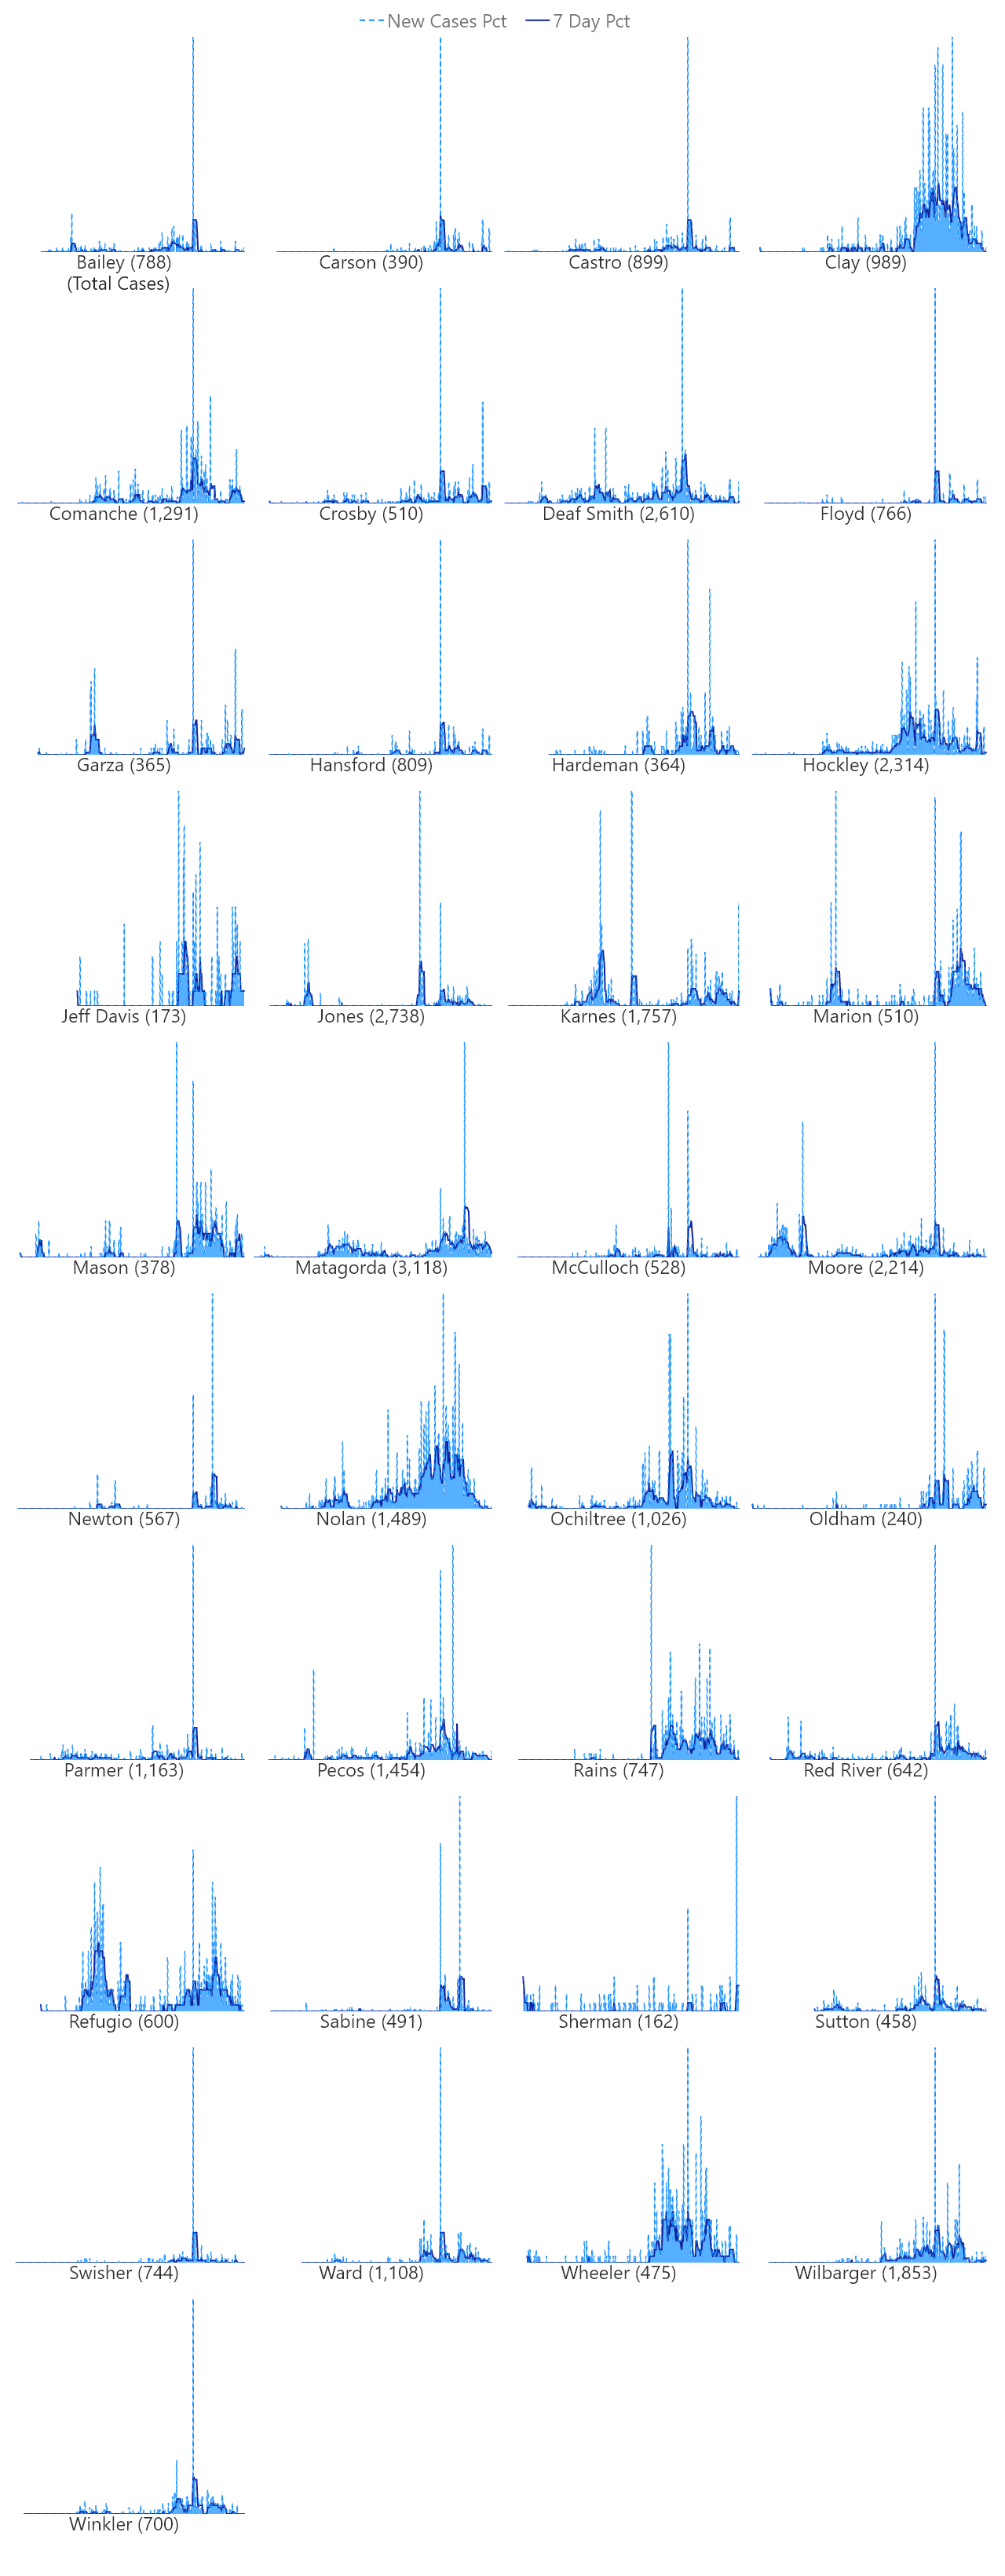 New Cases Pct 7 Day Pct
Bailey (788) Carson (390) Castro (899) Clay (989)
(Total Cases)
Comanche (1,291) Crosby (510) Deaf Smith (2,610) Floyd (766)
Garza (365) Hansford (809) Hardeman (364) Hockley (2,314)
Jeff Davis (173) Jones (2,738) Karnes (1,757) Marion (510)
Mason (378) Matagorda (3,118) McCulloch (528) Moore (2,214)
Newton (567) Nolan (1,489) Ochiltree (1,026) Oldham (240)
Parmer (1,163) Pecos (1,454) Rains (747) Red River (642)
Refugio (600) Sabine (491) Sherman (162) Sutton (458)
Swisher (744) Ward (1,108) Wheeler (475) Wilbarger (1,853)
Winkler (700)